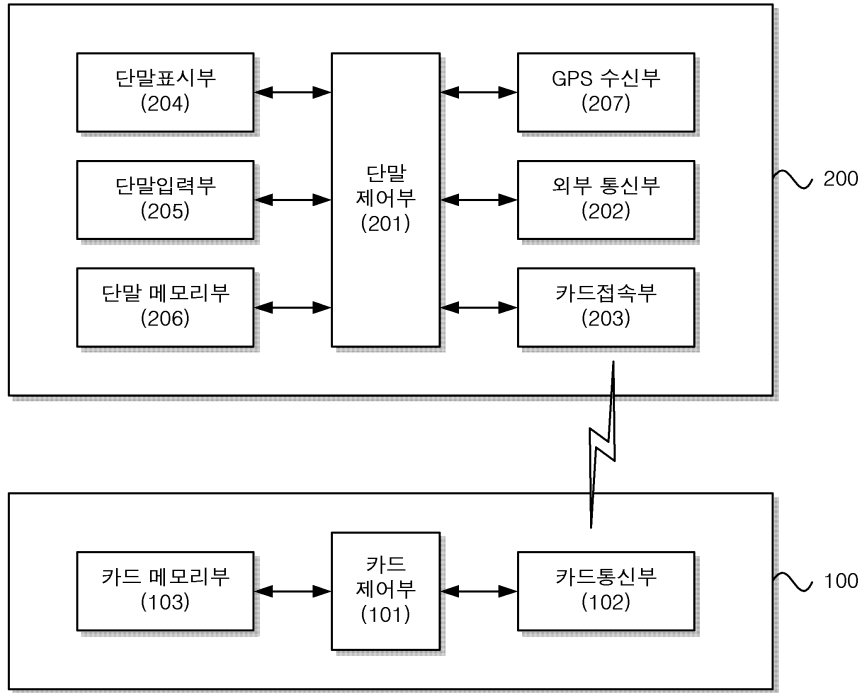 단말표시부
(204)
단말입력부
(205)
단말 메모리부
(206)
단말
제어부
(201)
GPS 수신부
(207)
외부 통신부
(202)
카드접속부
(203)
200
카드 메모리부
(103)
카드
제어부
(101)
카드통신부
(102)
100